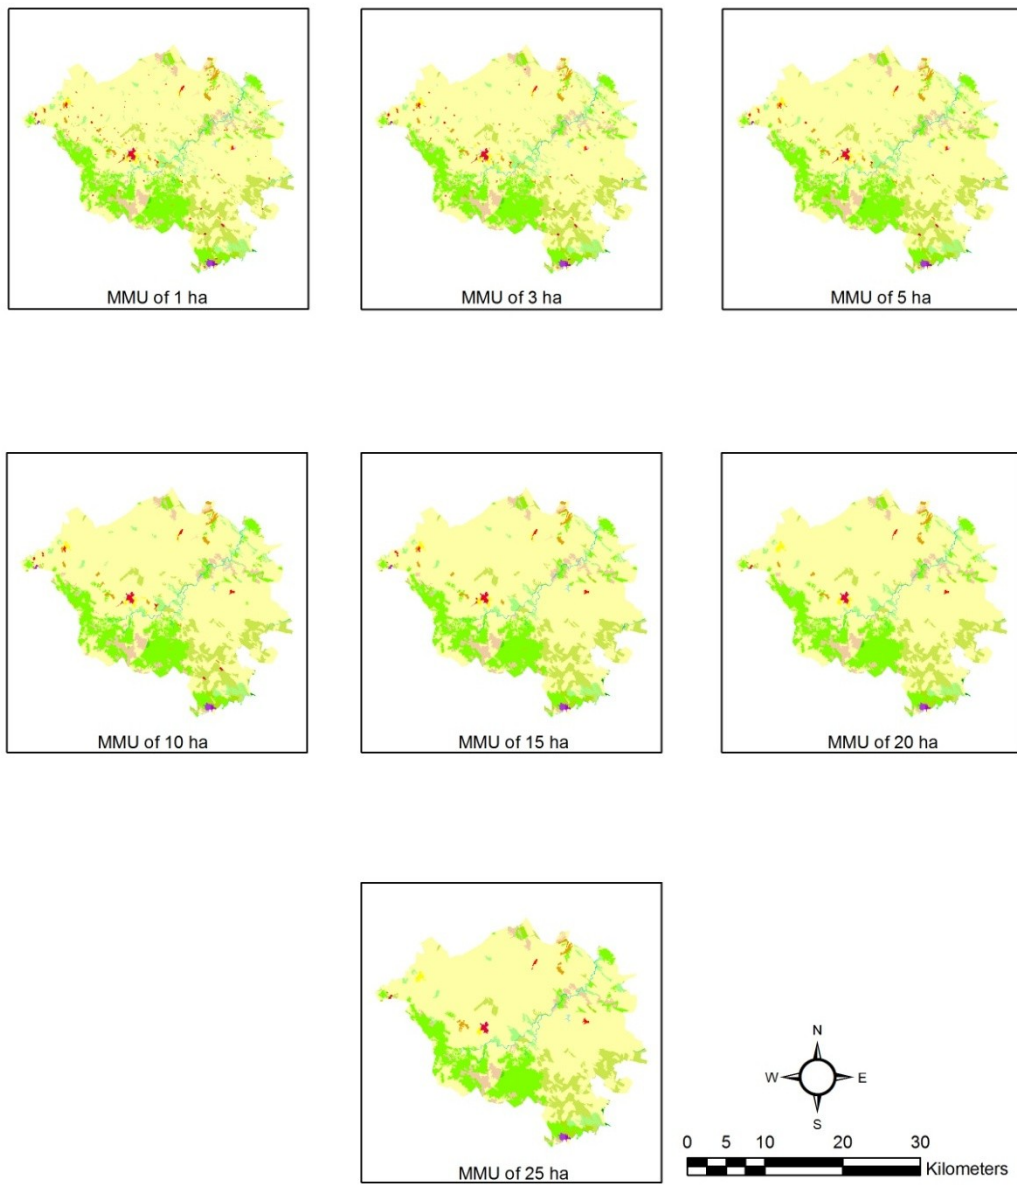 MMU of 1 ha
MMU of 3 ha
MMU of 5 ha
MMU of 10 ha
MMU of 15 ha
MMU of 20 ha
MMU of 25 ha
N
W E
S
0 5 10 20 30
Kilometers